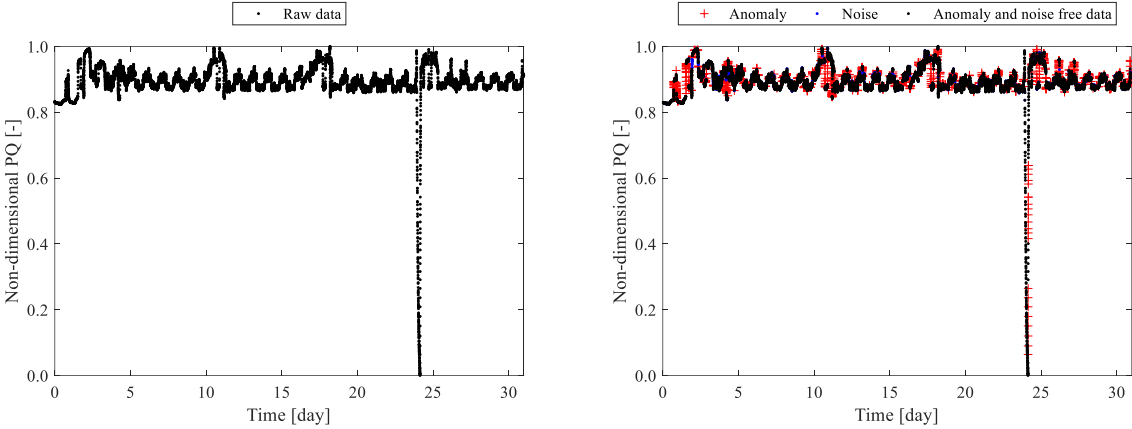 Raw data
1.0
0.8
0.6
0.4
0.2
0.0
0 5 10 15 20 25 30
Non-dimensional PQ [-]
Time [day]
Anomaly Noise Anomaly and noise free data
1.0
0.8
0.6
0.4
0.2
0.0
0 5 10 15 20 25 30
Non-dimensional PQ [-]
Time [day]